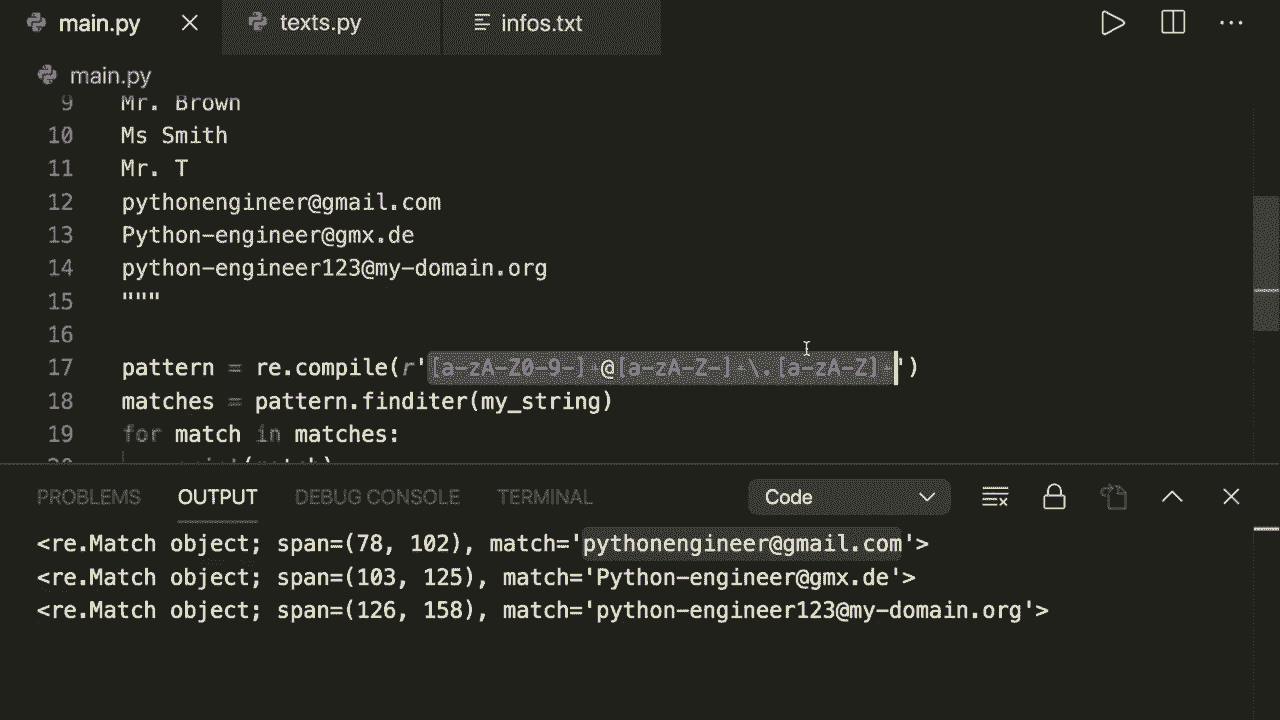 main.py
texts.py
infos.txt
main.py
9 Mr. Brown
10 Ms Smith
11 Mr. T
12 pythonengineer@gmail.com
13 Python-engineer@gmx.de
14 python-engineer123@my-domain.org
15 """
16
17 pattern = re.compile(r'[a-zA-Z0-9-]+@[a-zA-Z-]+\.[a-zA-Z]+')
18 matches = pattern.finditer(my_string)
19 for match in matches:
20 print(match)
PROBLEMS OUTPUT DEBUG CONSOLE TERMINAL Code
<re.Match object; span=(78, 102), match='pythonengineer@gmail.com'>
<re.Match object; span=(103, 125), match='Python-engineer@gmx.de'>
<re.Match object; span=(126, 158), match='python-engineer123@my-domain.org'>